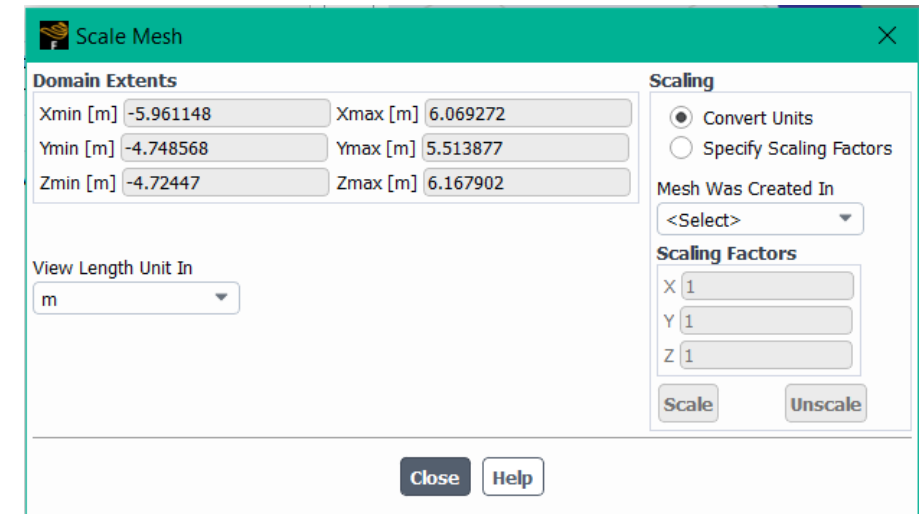 Scale Mesh
Domain Extents
Xmin [m] -5.961148 Xmax [m] 6.069272
Ymin [m] -4.748568 Ymax [m] 5.513877
Zmin [m] -4.72447 Zmax [m] 6.167902
View Length Unit In
m
Scaling
Convert Units
Specify Scaling Factors
Mesh Was Created In
<Select>
Scaling Factors
X 1
Y 1
Z 1
Scale Unscale
Close Help